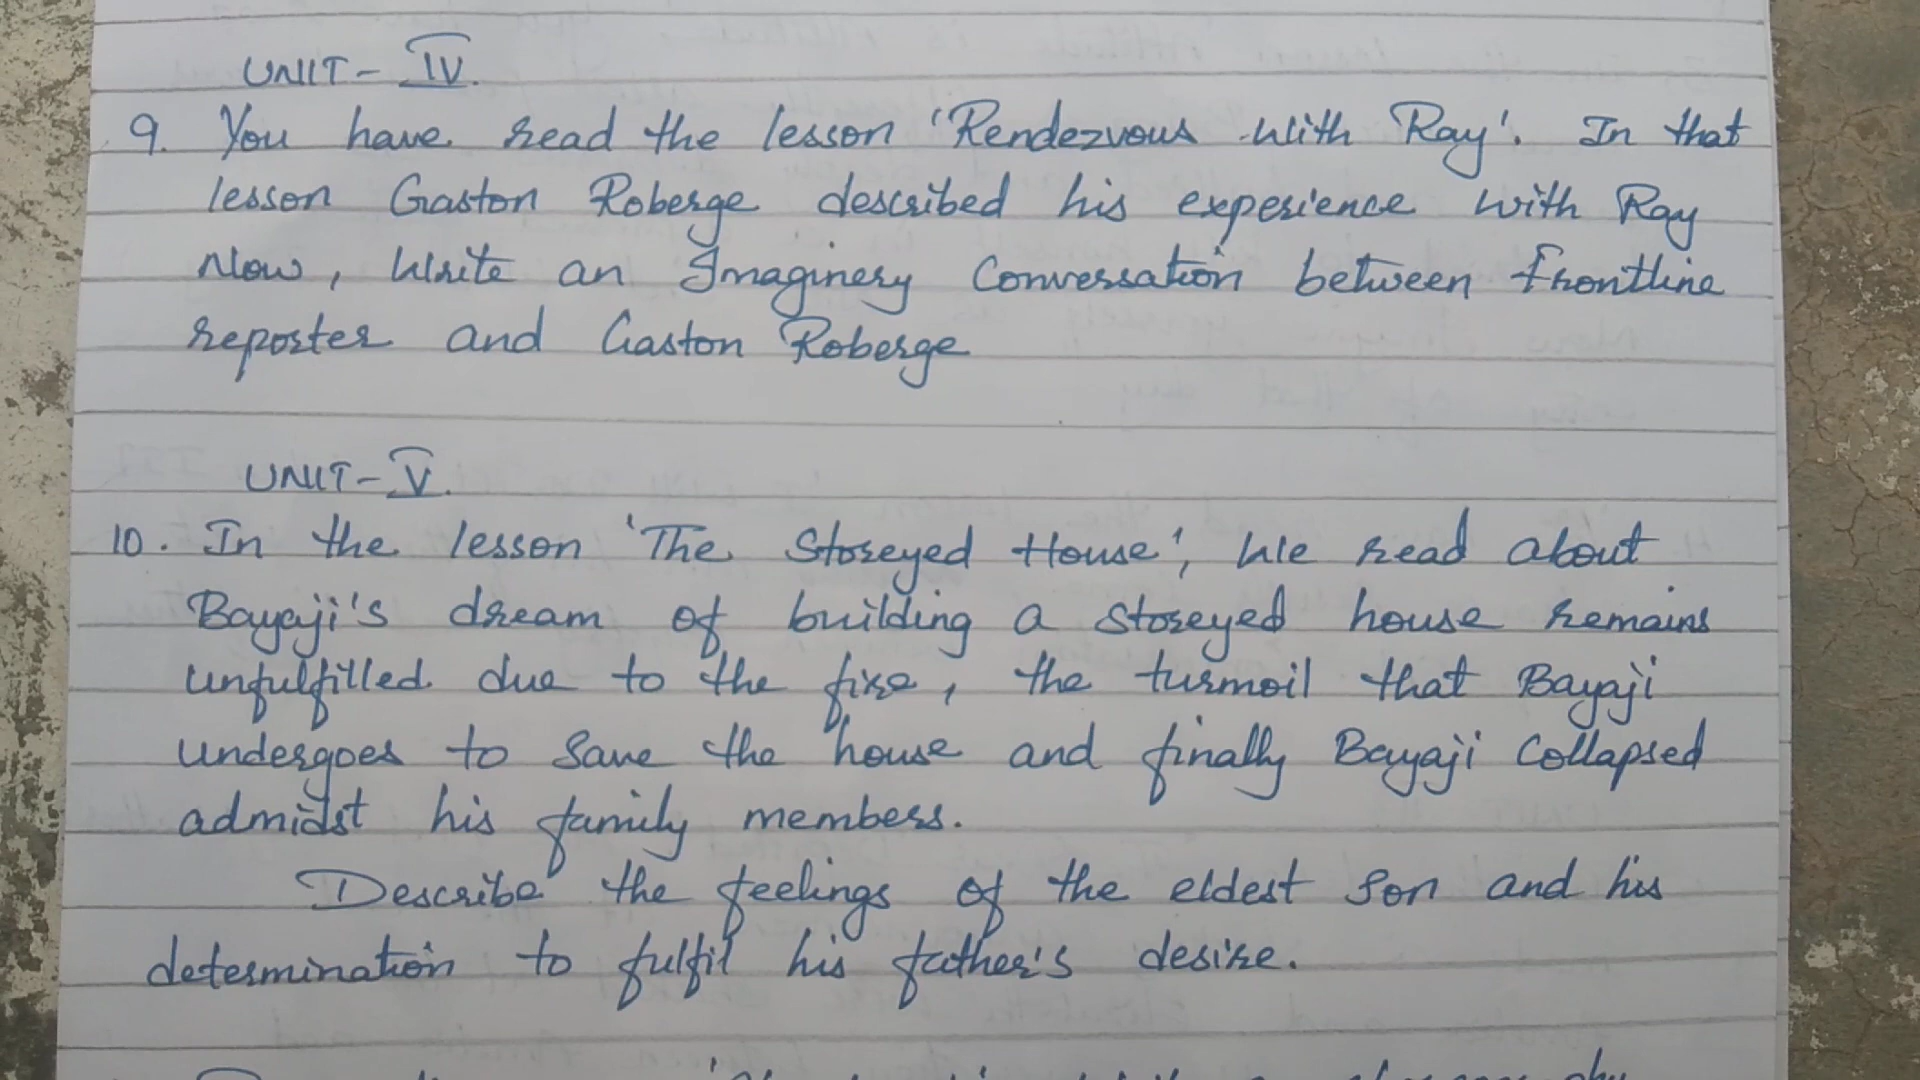 UNIT- IV.
9. You have read the lesson 'Rendezvous with Ray'. In that
lesson Gaston Roberge described his experience with Ray
Now, Write an Imaginery Conversation between frontline
reporter and Gaston Roberge
UNIT- V.
10. In the lesson 'The Storeyed House', We read about
Bayaji's dream of building a storeyed house remains
unfulfilled due to the fire, the turmoil that Bayaji
undergoes to save the house and finally Bayaji Collapsed
admidst his family members.
Describe the feelings of the eldest son and his
determination to fulfil his father's desire.